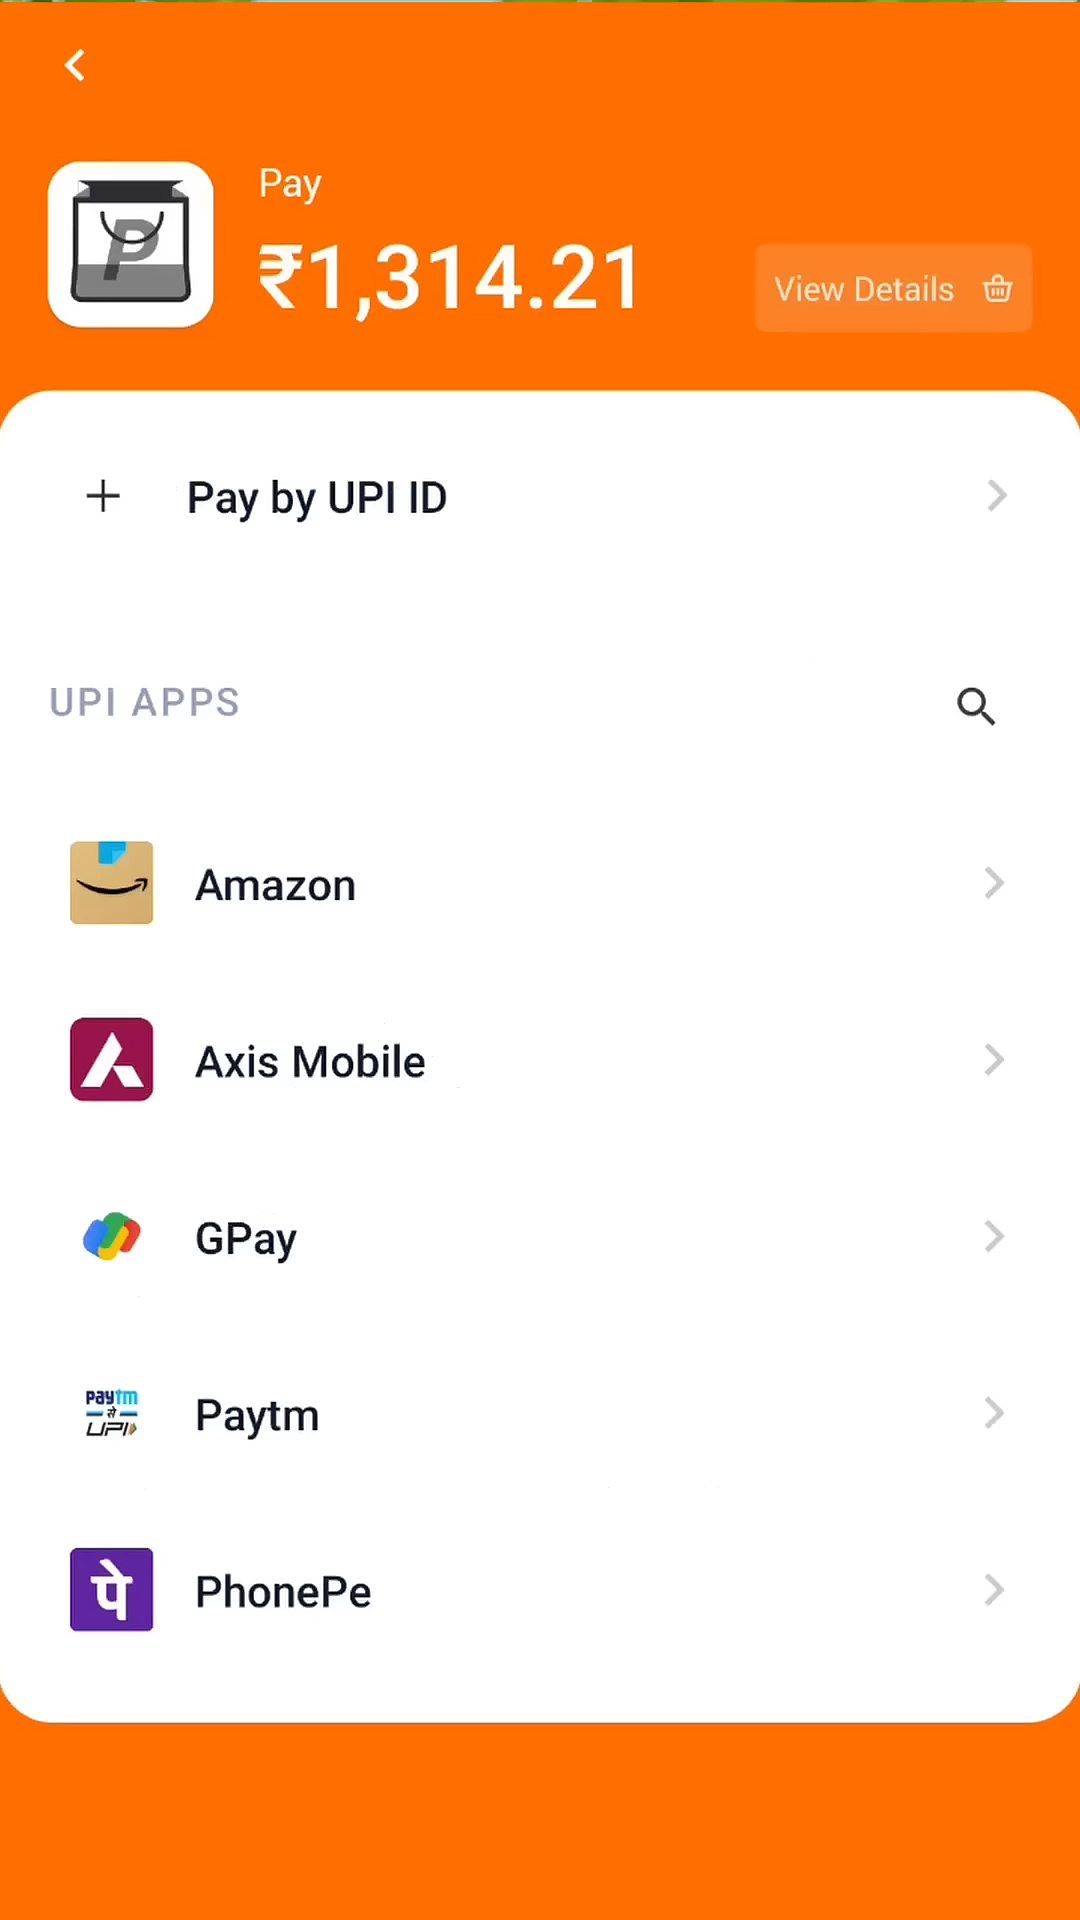 Pay
₹1,314.21
View Details
Pay by UPI ID
UPI APPS
Amazon
Axis Mobile
GPay
paytm
से
UPI
Paytm
पे
PhonePe